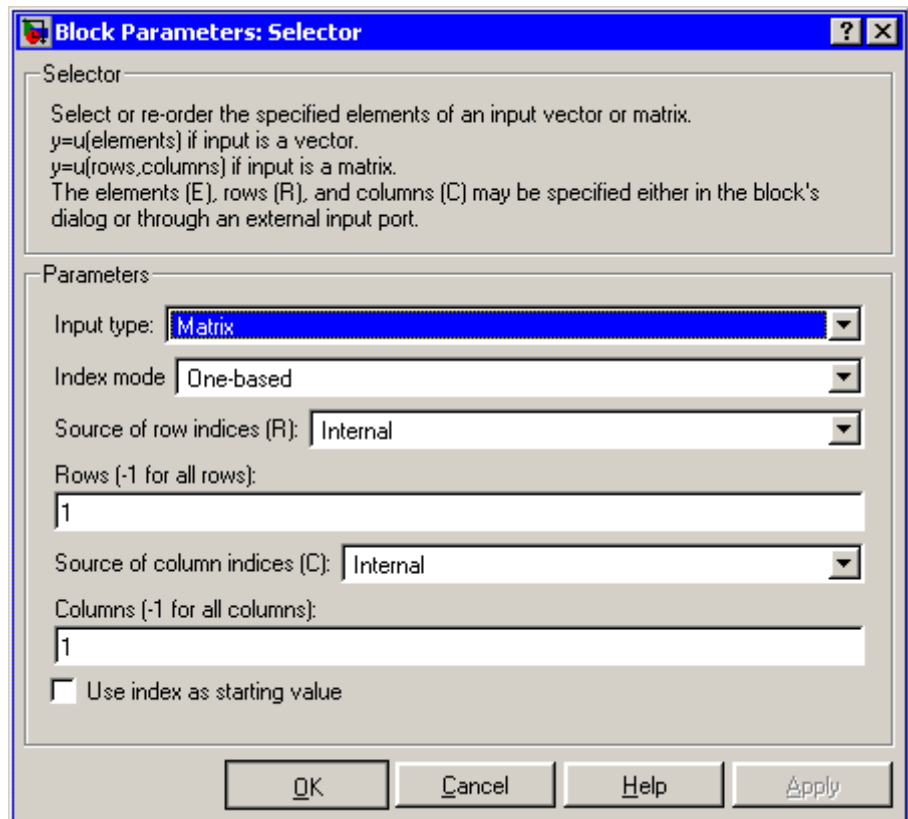 Block Parameters: Selector
Selector
Select or re-order the specified elements of an input vector or matrix.
y=u(elements) if input is a vector.
y=u(rows,columns) if input is a matrix.
The elements (E), rows (R), and columns (C) may be specified either in the block's
dialog or through an external input port.
Parameters
Input type: Matrix
Index mode One-based
Source of row indices (R): Internal
Rows (-1 for all rows):
1
Source of column indices (C): Internal
Columns (-1 for all columns):
1
Use index as starting value
OK Cancel Help Apply